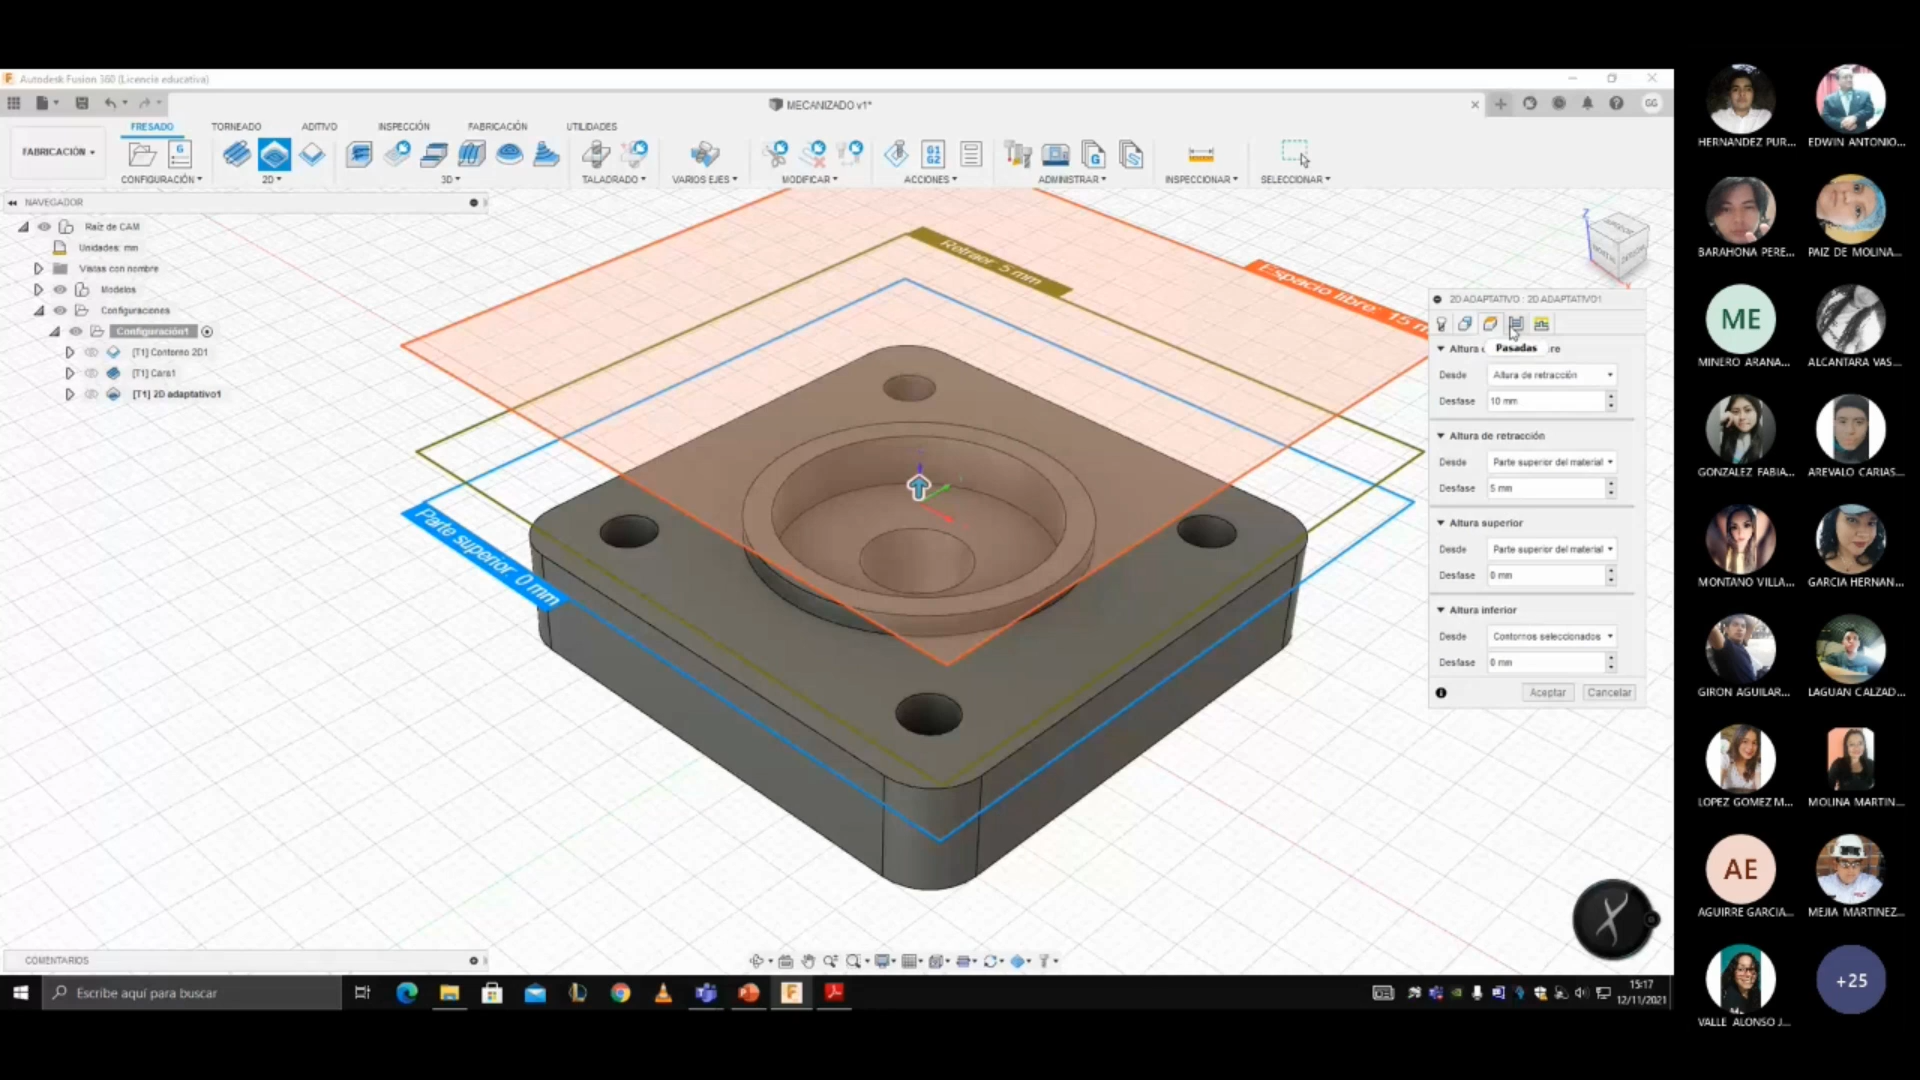 Autodesk Fusion 360 (Licencia educativa)
MECANIZADO v1*
GG
FRESADO TORNEADO ADITIVO INSPECCIÓN FABRICACIÓN UTILIDADES
FABRICACIÓN
CONFIGURACIÓN 2D 3D TALADRADO VARIOS EJES MODIFICAR ACCIONES ADMINISTRAR INSPECCIONAR SELECCIONAR
G1
G2
NAVEGADOR
Raíz de CAM
Unidades: mm
Vistas con nombre
Modelos
Configuraciones
Configuración1
[T1] Contorno 2D1
[T1] Cara1
[T1] 2D adaptativo1
Retraer: 5 mm
Espacio libre: 15 m
Parte superior: 0 mm
Z
2D ADAPTATIVO : 2D ADAPTATIVO1
Pasadas
Altura
re
Desde Altura de retracción
Desfase 10 mm
Altura de retracción
Desde Parte superior del material
Desfase 5 mm
Altura superior
Desde Parte superior del material
Desfase 0 mm
Altura inferior
Desde Contornos seleccionados
Desfase 0 mm
Aceptar Cancelar
COMENTARIOS
Escribe aquí para buscar
15:17
12/11/2021
HERNANDEZ PUR... EDWIN ANTONIO...
BARAHONA PERE... PAIZ DE MOLINA...
ME
MINERO ARANA... ALCANTARA VAS...
GONZALEZ FABIA... AREVALO CARIAS...
MONTANO VILLA... GARCIA HERNAN...
GIRON AGUILAR... LAGUAN CALZAD...
LOPEZ GOMEZ M... MOLINA MARTIN...
AE
AGUIRRE GARCIA... MEJIA MARTINEZ...
+25
VALLE ALONSO J...